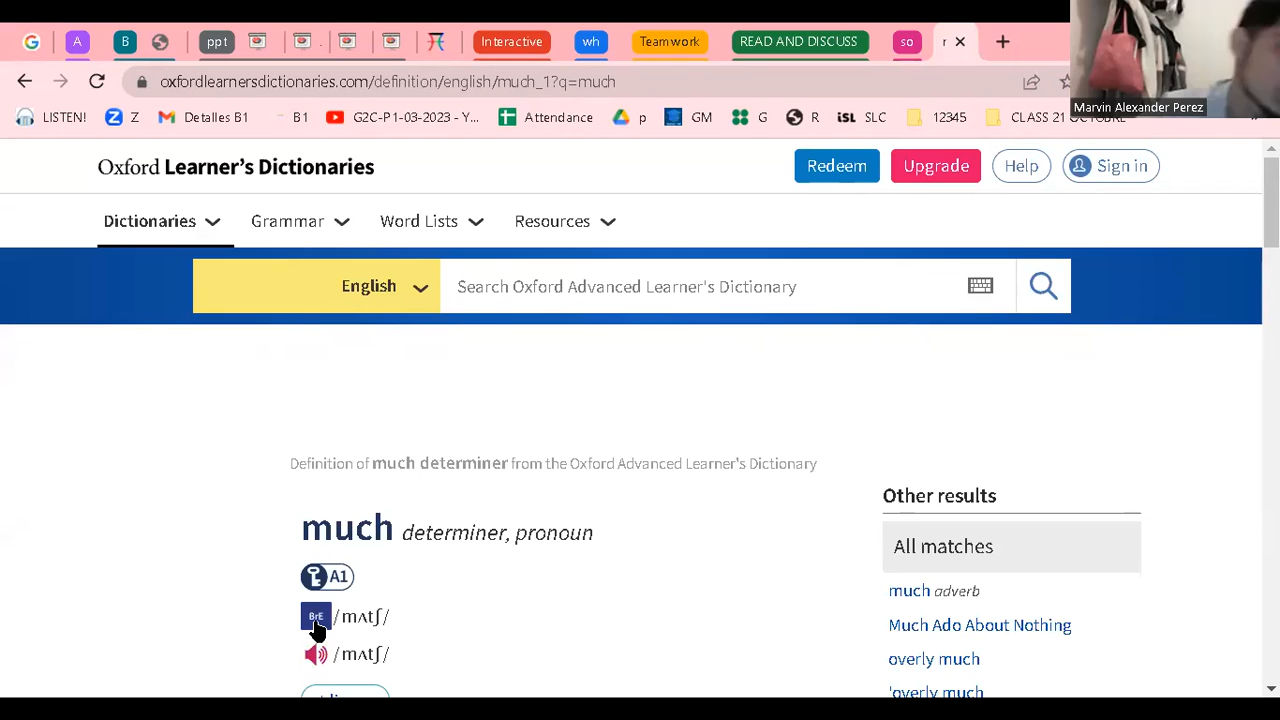 A
B
ppt
Interactive
wh
Teamwork
READ AND DISCUSS
so
oxfordlearnersdictionaries.com/definition/english/much_1?q=much
Marvin Alexander Perez
LISTEN!
Z
Detalles B1
B1
G2C-P1-03-2023 - Y...
Attendance
p
GM
G
R
ISL SLC
12345
CLASS 21 OCTUBRE
Oxford Learner's Dictionaries
Redeem
Upgrade
Help
Sign in
Dictionaries
Grammar
Word Lists
Resources
English
Search Oxford Advanced Learner's Dictionary
Definition of much determiner from the Oxford Advanced Learner's Dictionary
Other results
much determiner, pronoun
All matches
A1
much adverb
BrE /mʌtʃ/
Much Ado About Nothing
/mʌtʃ/
overly much
'overly much